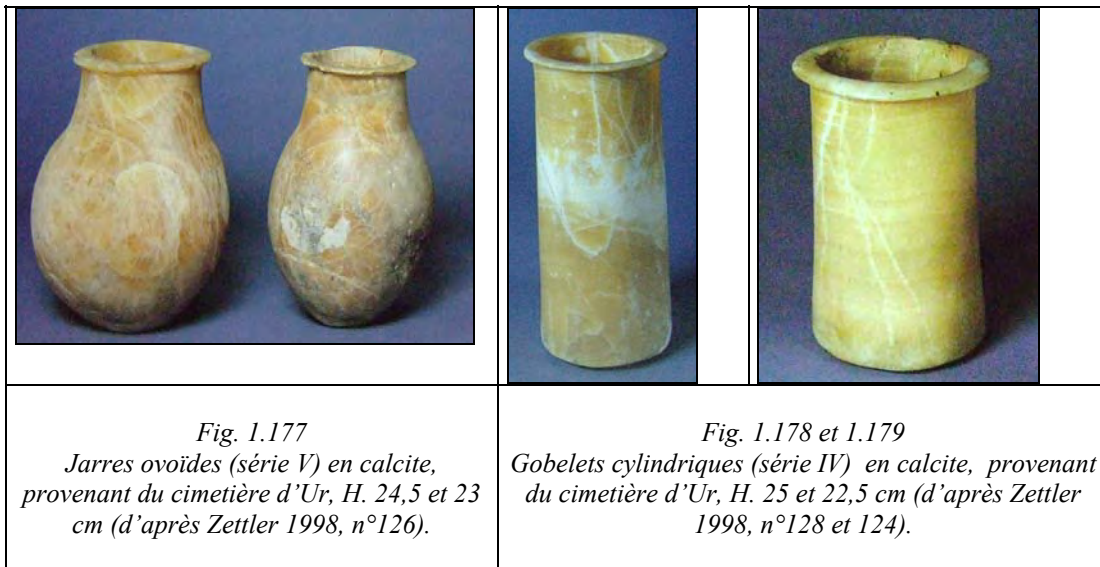 Fig. 1.177
Jarres ovoïdes (série V) en calcite,
provenant du cimetière d'Ur, H. 24,5 et 23
cm (d'après Zettler 1998, n°126).
Fig. 1.178 et 1.179
Gobelets cylindriques (série IV)  en calcite,  provenant
du cimetière d'Ur, H. 25 et 22,5 cm (d'après Zettler
1998, n°128 et 124).